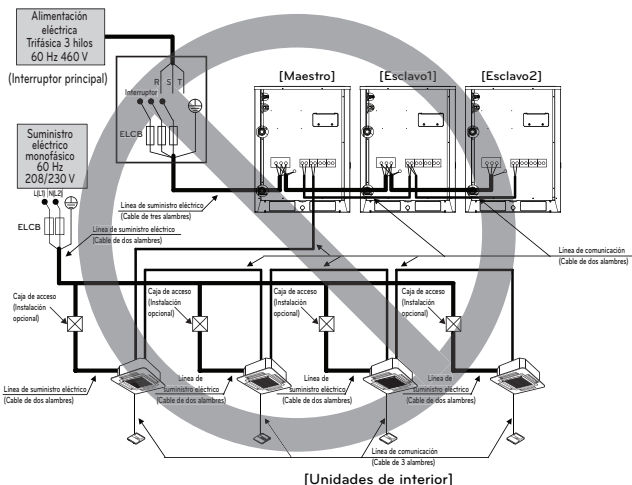 Alimentación
eléctrica
Trifásica 3 hilos
60 Hz 460 V
(Interruptor principal)
R S T
Interruptor
ELCB
[Maestro]
[Esclavo1]
[Esclavo2]
Suministro
eléctrico
monofásico
60 Hz
208/230 V
L(L1) N(L2)
ELCB
Línea de suministro eléctrico
(Cable de tres alambres)
Línea de suministro eléctrico
(Cable de dos alambres)
Línea de comunicación
(Cable de dos alambres)
Caja de acceso
(Instalación
opcional)
Caja de acceso
(Instalación
opcional)
Caja de acceso
(Instalación
opcional)
Caja de acceso
(Instalación
opcional)
Línea de suministro eléctrico
(Cable de dos alambres)
Línea de
suministro eléctrico
(Cable de dos alambres)
Línea de
suministro eléctrico
(Cable de dos alambres)
Línea de
suministro eléctrico
(Cable de dos alambres)
Línea de comunicación
(Cable de 3 alambres)
[Unidades de interior]